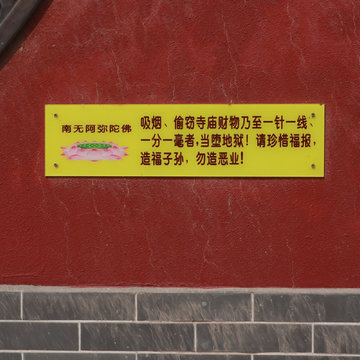 南无阿弥陀佛
吸烟、偷窃寺庙财物乃至一针一线、
一分一毫者,当堕地狱!请珍惜福报,
造福子孙,勿造恶业!